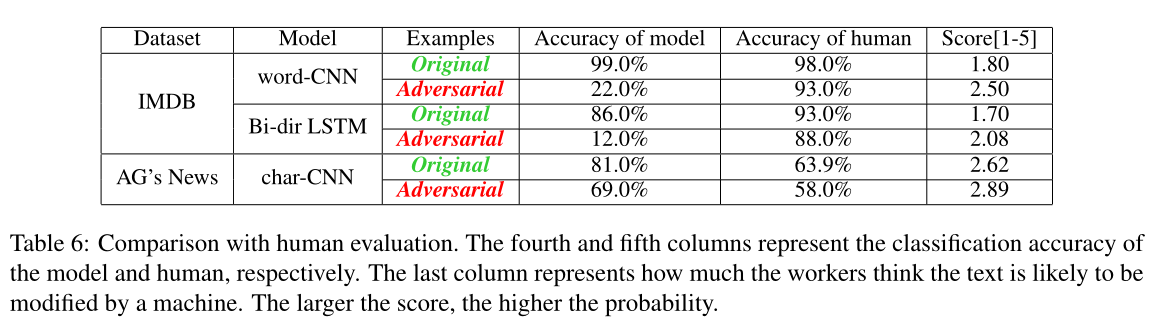 Dataset Model Examples Accuracy of model Accuracy of human Score[1-5]
IMDB word-CNN Original 99.0% 98.0% 1.80
Adversarial 22.0% 93.0% 2.50
Bi-dir LSTM Original 86.0% 93.0% 1.70
Adversarial 12.0% 88.0% 2.08
AG's News char-CNN Original 81.0% 63.9% 2.62
Adversarial 69.0% 58.0% 2.89
Table 6: Comparison with human evaluation. The fourth and fifth columns represent the classification accuracy of
the model and human, respectively. The last column represents how much the workers think the text is likely to be
modified by a machine. The larger the score, the higher the probability.